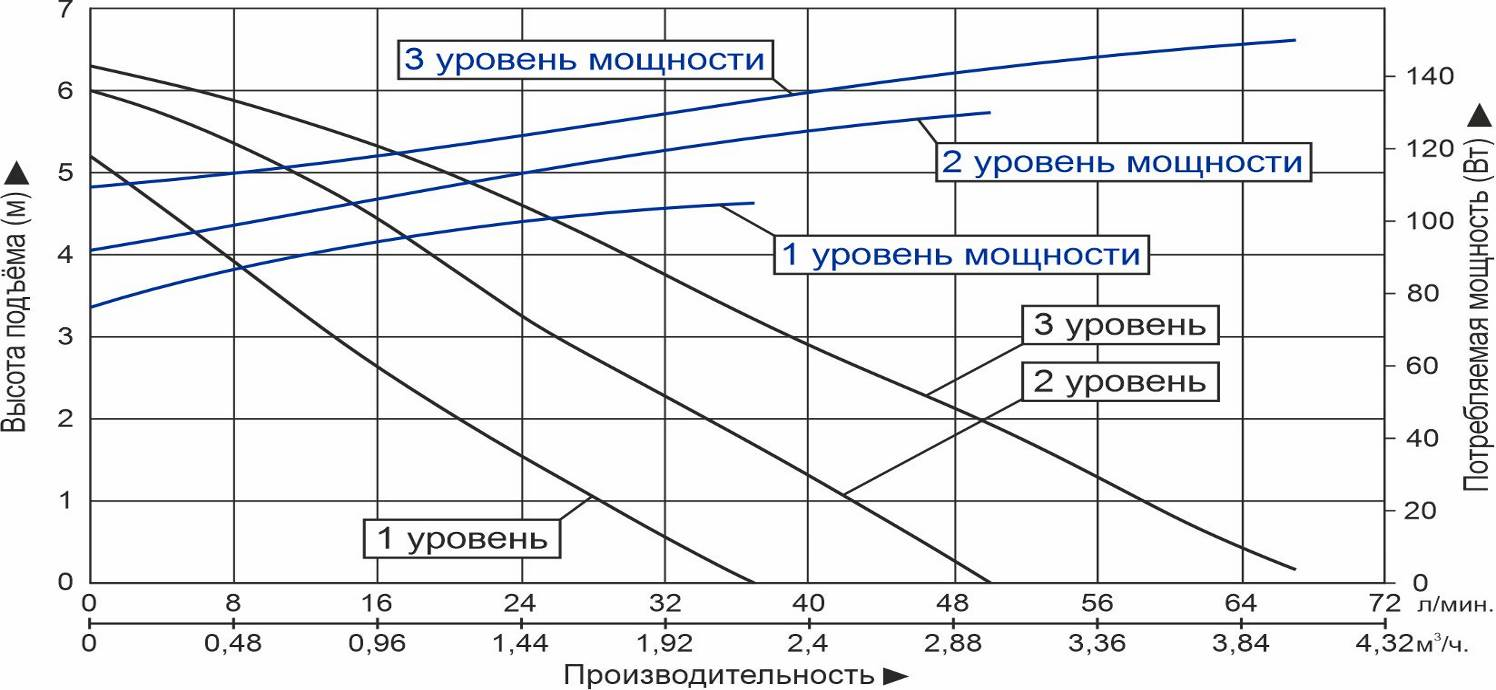 7
6
5
4
3
2
1
0
Высота подъёма (м) ▲
3 уровень мощности
2 уровень мощности
1 уровень мощности
3 уровень
2 уровень
1 уровень
140
120
100
80
60
40
20
0
Потребляемая мощность (Вт) ▲
0 8 16 24 32 40 48 56 64 72 л/мин.
0 0,48 0,96 1,44 1,92 2,4 2,88 3,36 3,84 4,32 м³/ч.
Производительность ►